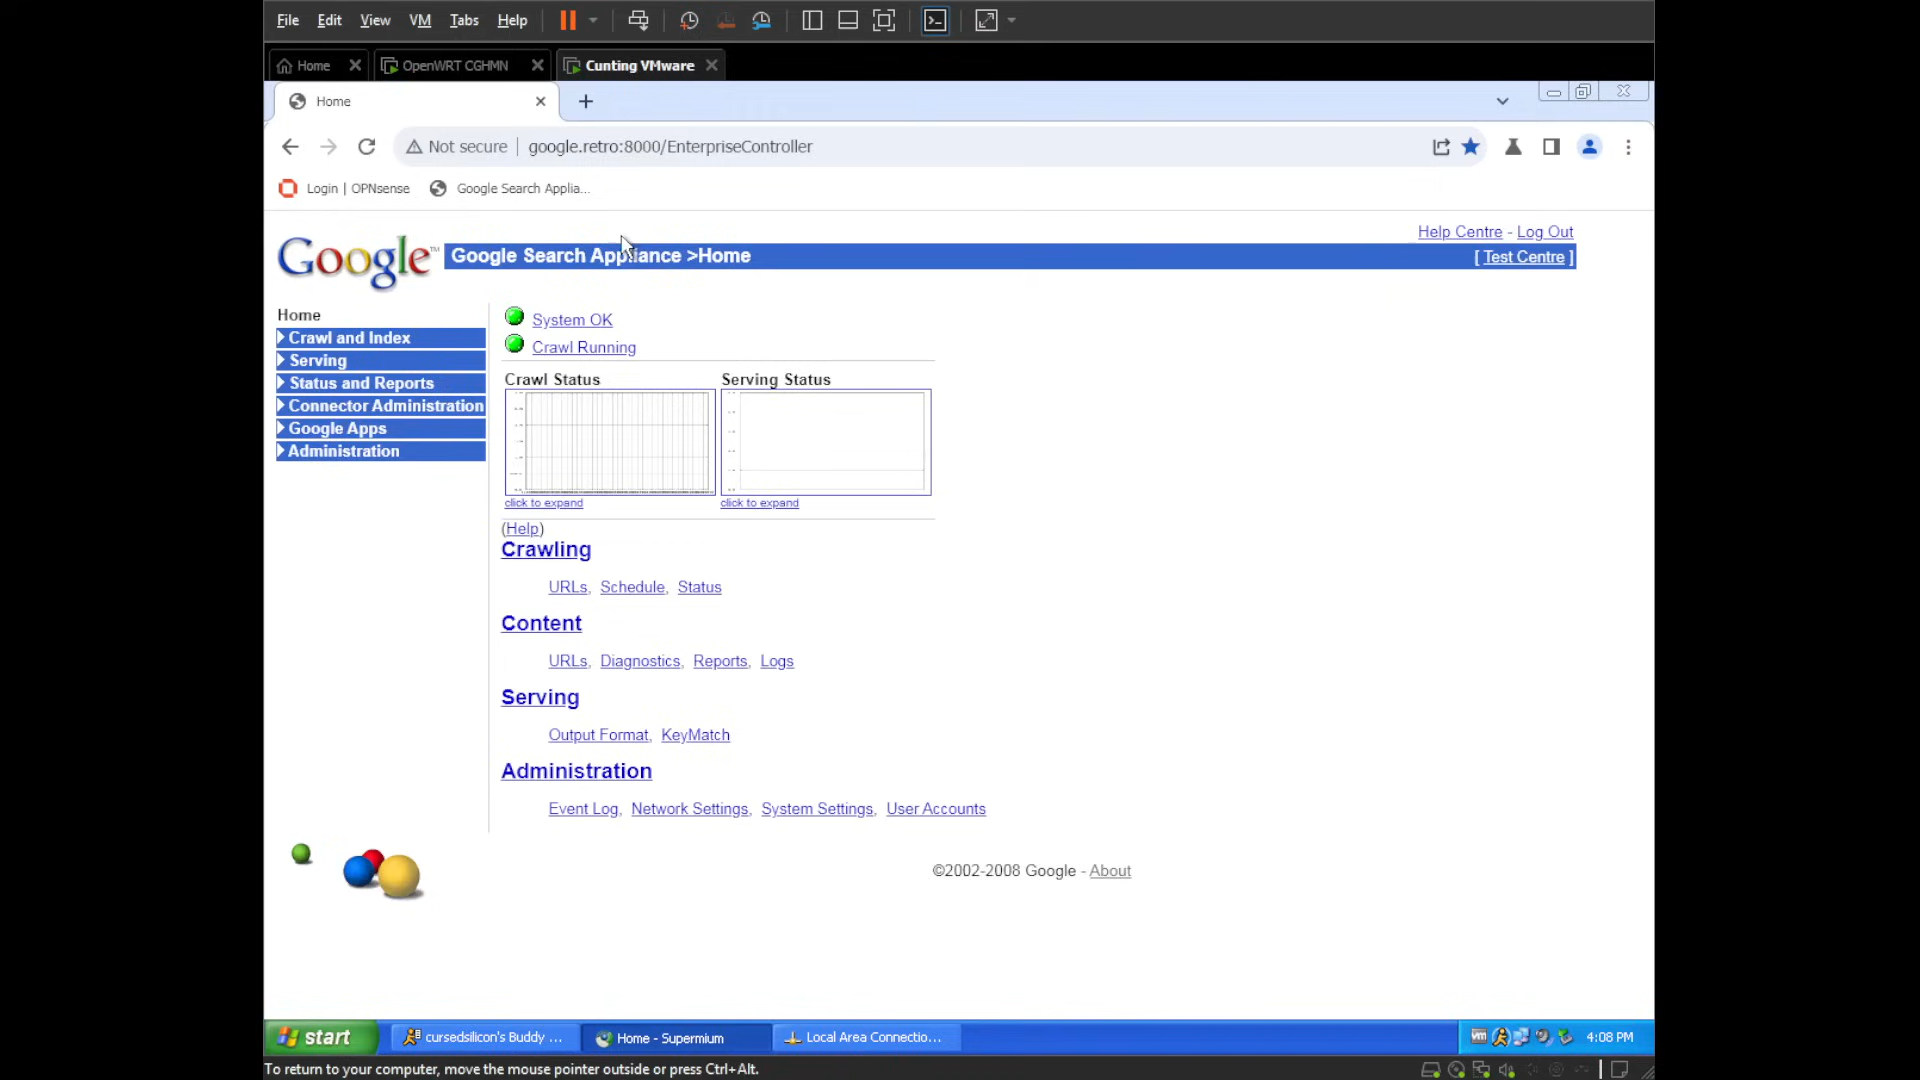 File Edit View VM Tabs Help
Home OpenWRT CGHMN Cunting VMware
Home
Not secure google.retro:8000/EnterpriseController
Login | OPNsense Google Search Applia...
Help Centre - Log Out
Google™ Google Search Appliance >Home [ Test Centre ]
Home
Crawl and Index
Serving
Status and Reports
Connector Administration
Google Apps
Administration
System OK
Crawl Running
Crawl Status Serving Status
click to expand click to expand
(Help)
Crawling
URLs, Schedule, Status
Content
URLs, Diagnostics, Reports, Logs
Serving
Output Format, KeyMatch
Administration
Event Log, Network Settings, System Settings, User Accounts
©2002-2008 Google - About
start cursedsilicon's Buddy ... Home - Supermium Local Area Connectio... vm 4:08 PM
To return to your computer, move the mouse pointer outside or press Ctrl+Alt.